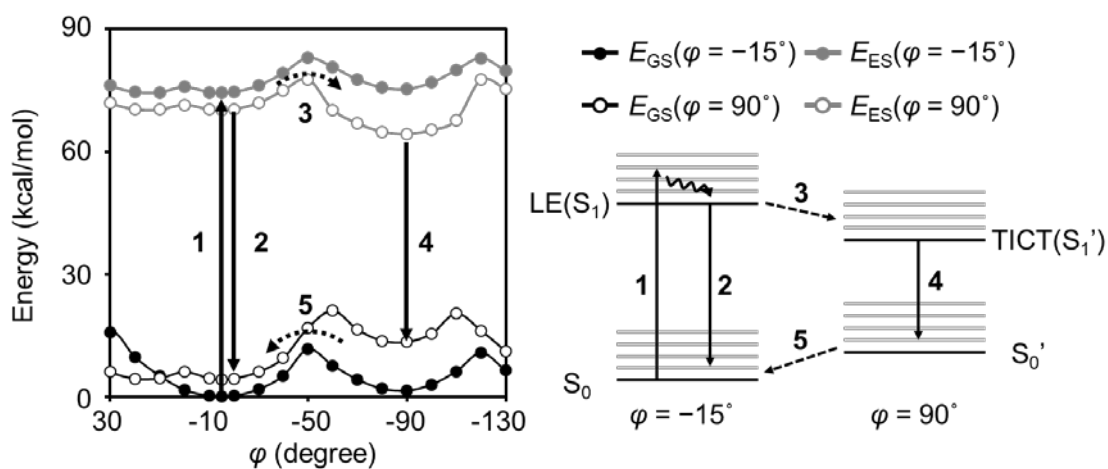 90
60
30
0
30
-10
-50
-90
-130
Energy (kcal/mol)
φ (degree)
1
2
3
4
5
E_GS(φ = −15°)
E_ES(φ = −15°)
E_GS(φ = 90°)
E_ES(φ = 90°)
LE(S₁)
3
TICT(S₁')
1
2
4
5
S₀
S₀'
φ = −15°
φ = 90°